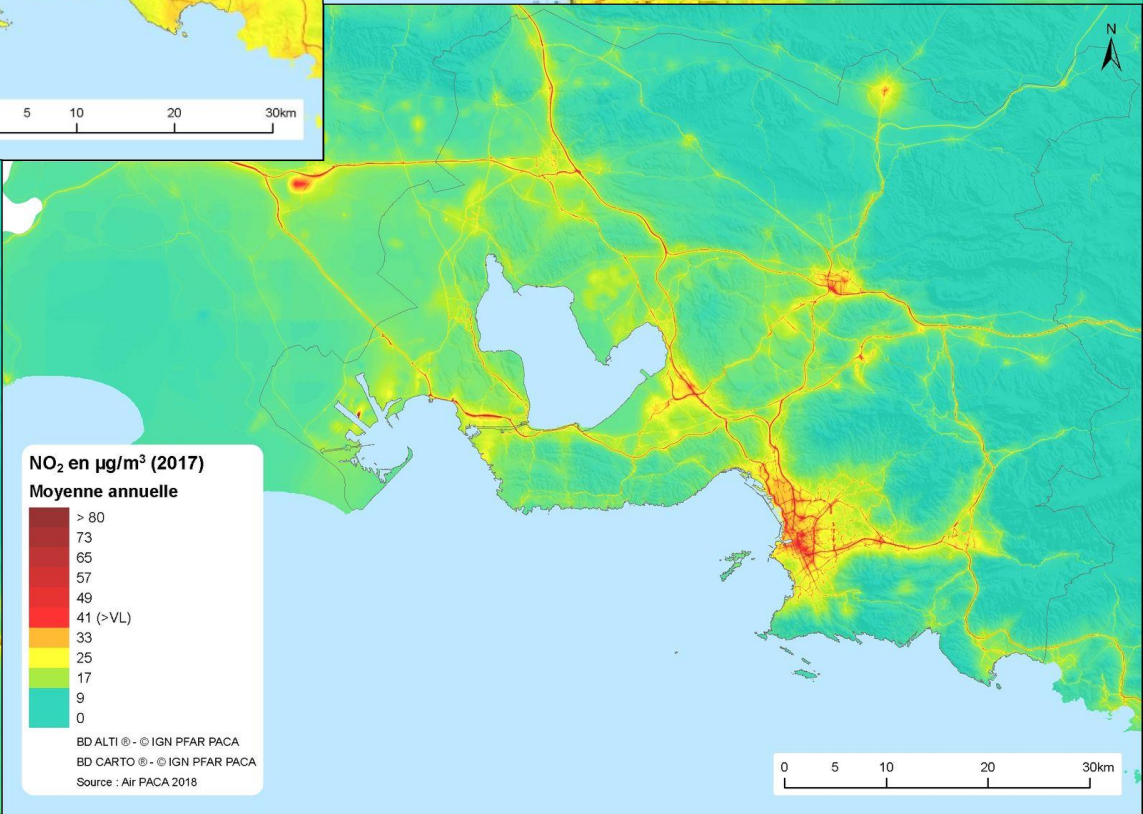 5 10 20 30km
N
NO₂ en µg/m³ (2017)
Moyenne annuelle
> 80
73
65
57
49
41 (>VL)
33
25
17
9
0
BD ALTI ® - © IGN PFAR PACA
BD CARTO ® - © IGN PFAR PACA
Source : Air PACA 2018
0 5 10 20 30km